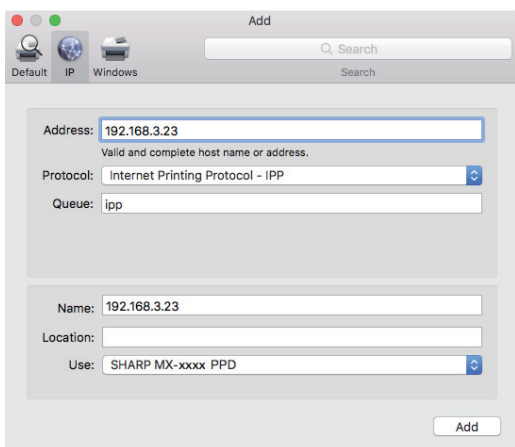 Add
Search
Default IP Windows Search
Address: 192.168.3.23
Valid and complete host name or address.
Protocol: Internet Printing Protocol - IPP
Queue: ipp
Name: 192.168.3.23
Location:
Use: SHARP MX-xxxx PPD
Add